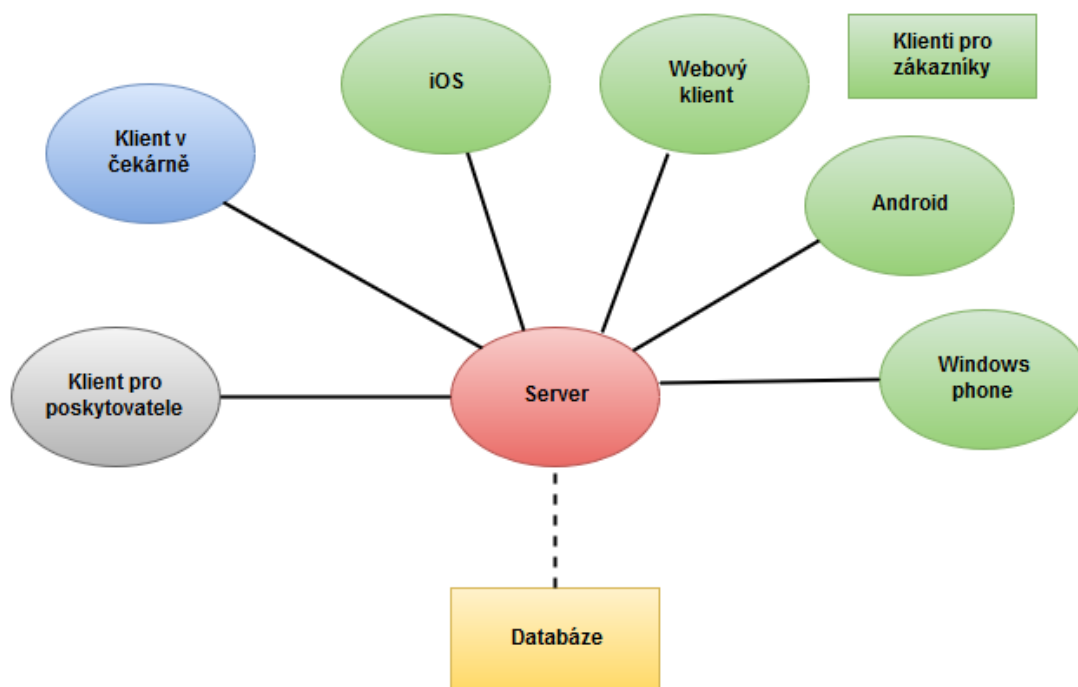 iOS
Webový
klient
Klienti pro
zákazníky
Klient v
čekárně
Android
Windows
phone
Klient pro
poskytovatele
Server
Databáze